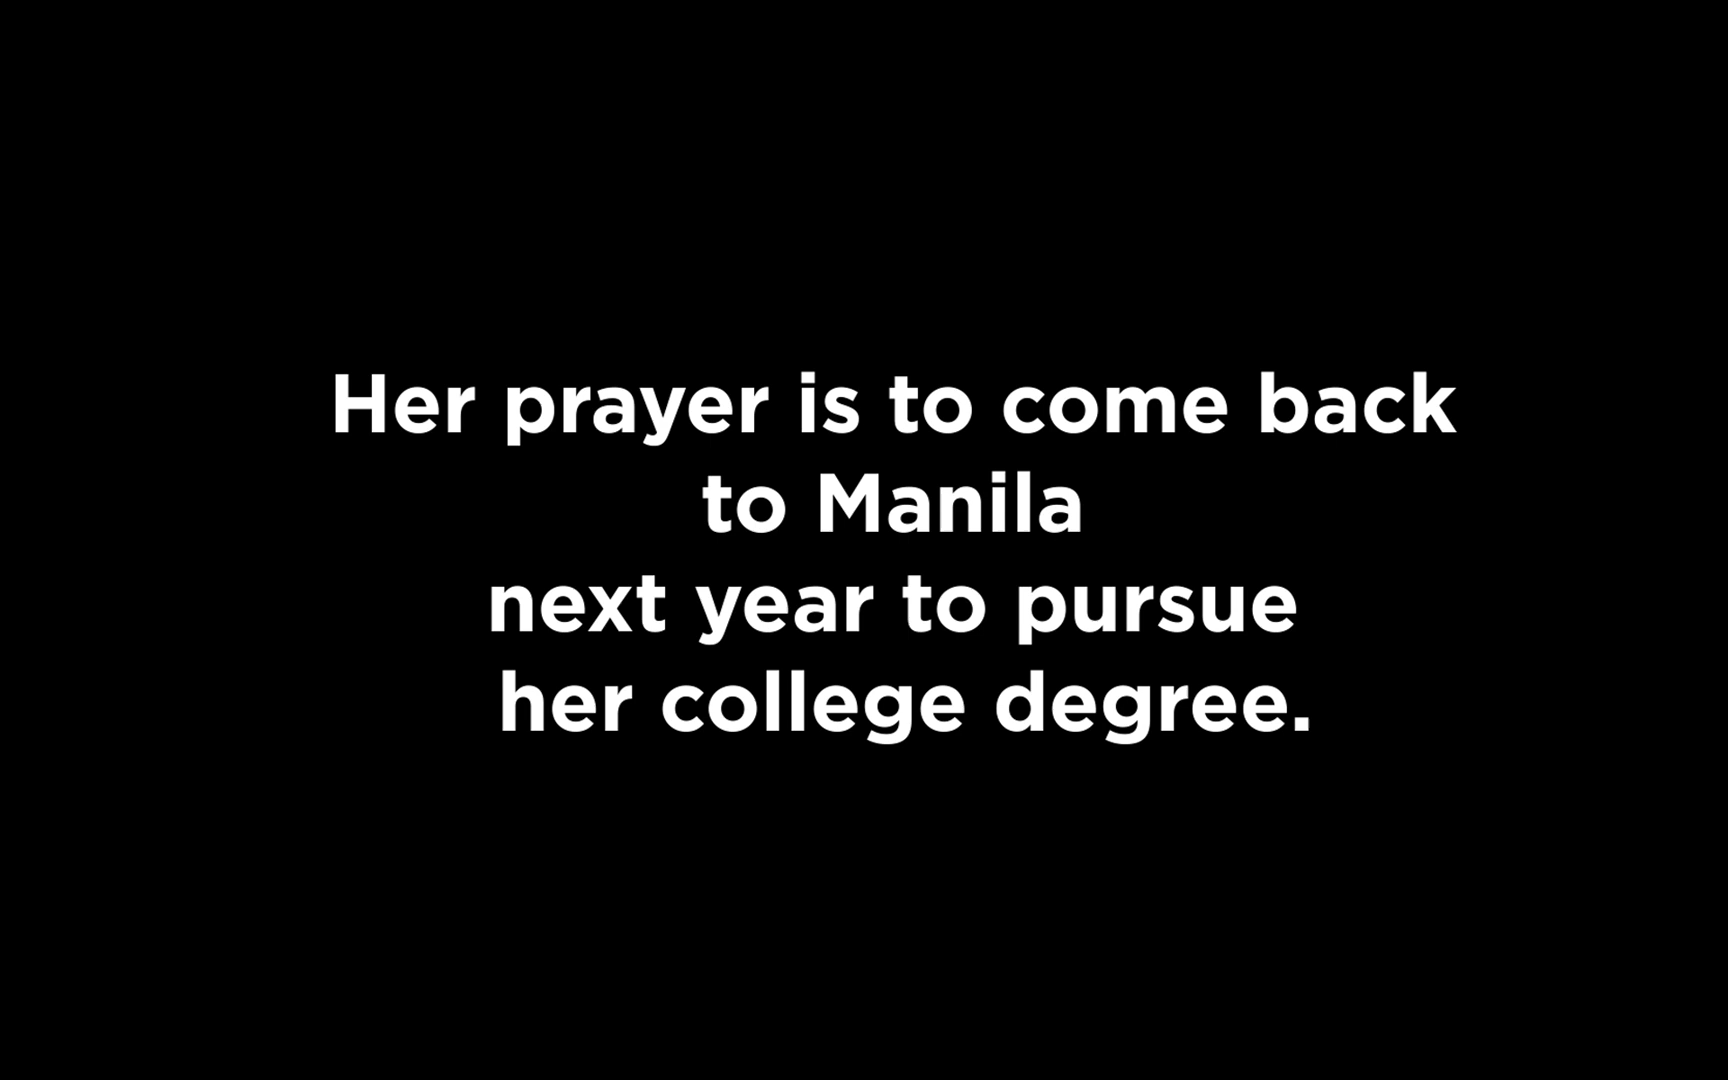 Her prayer is to come back
to Manila
next year to pursue
her college degree.